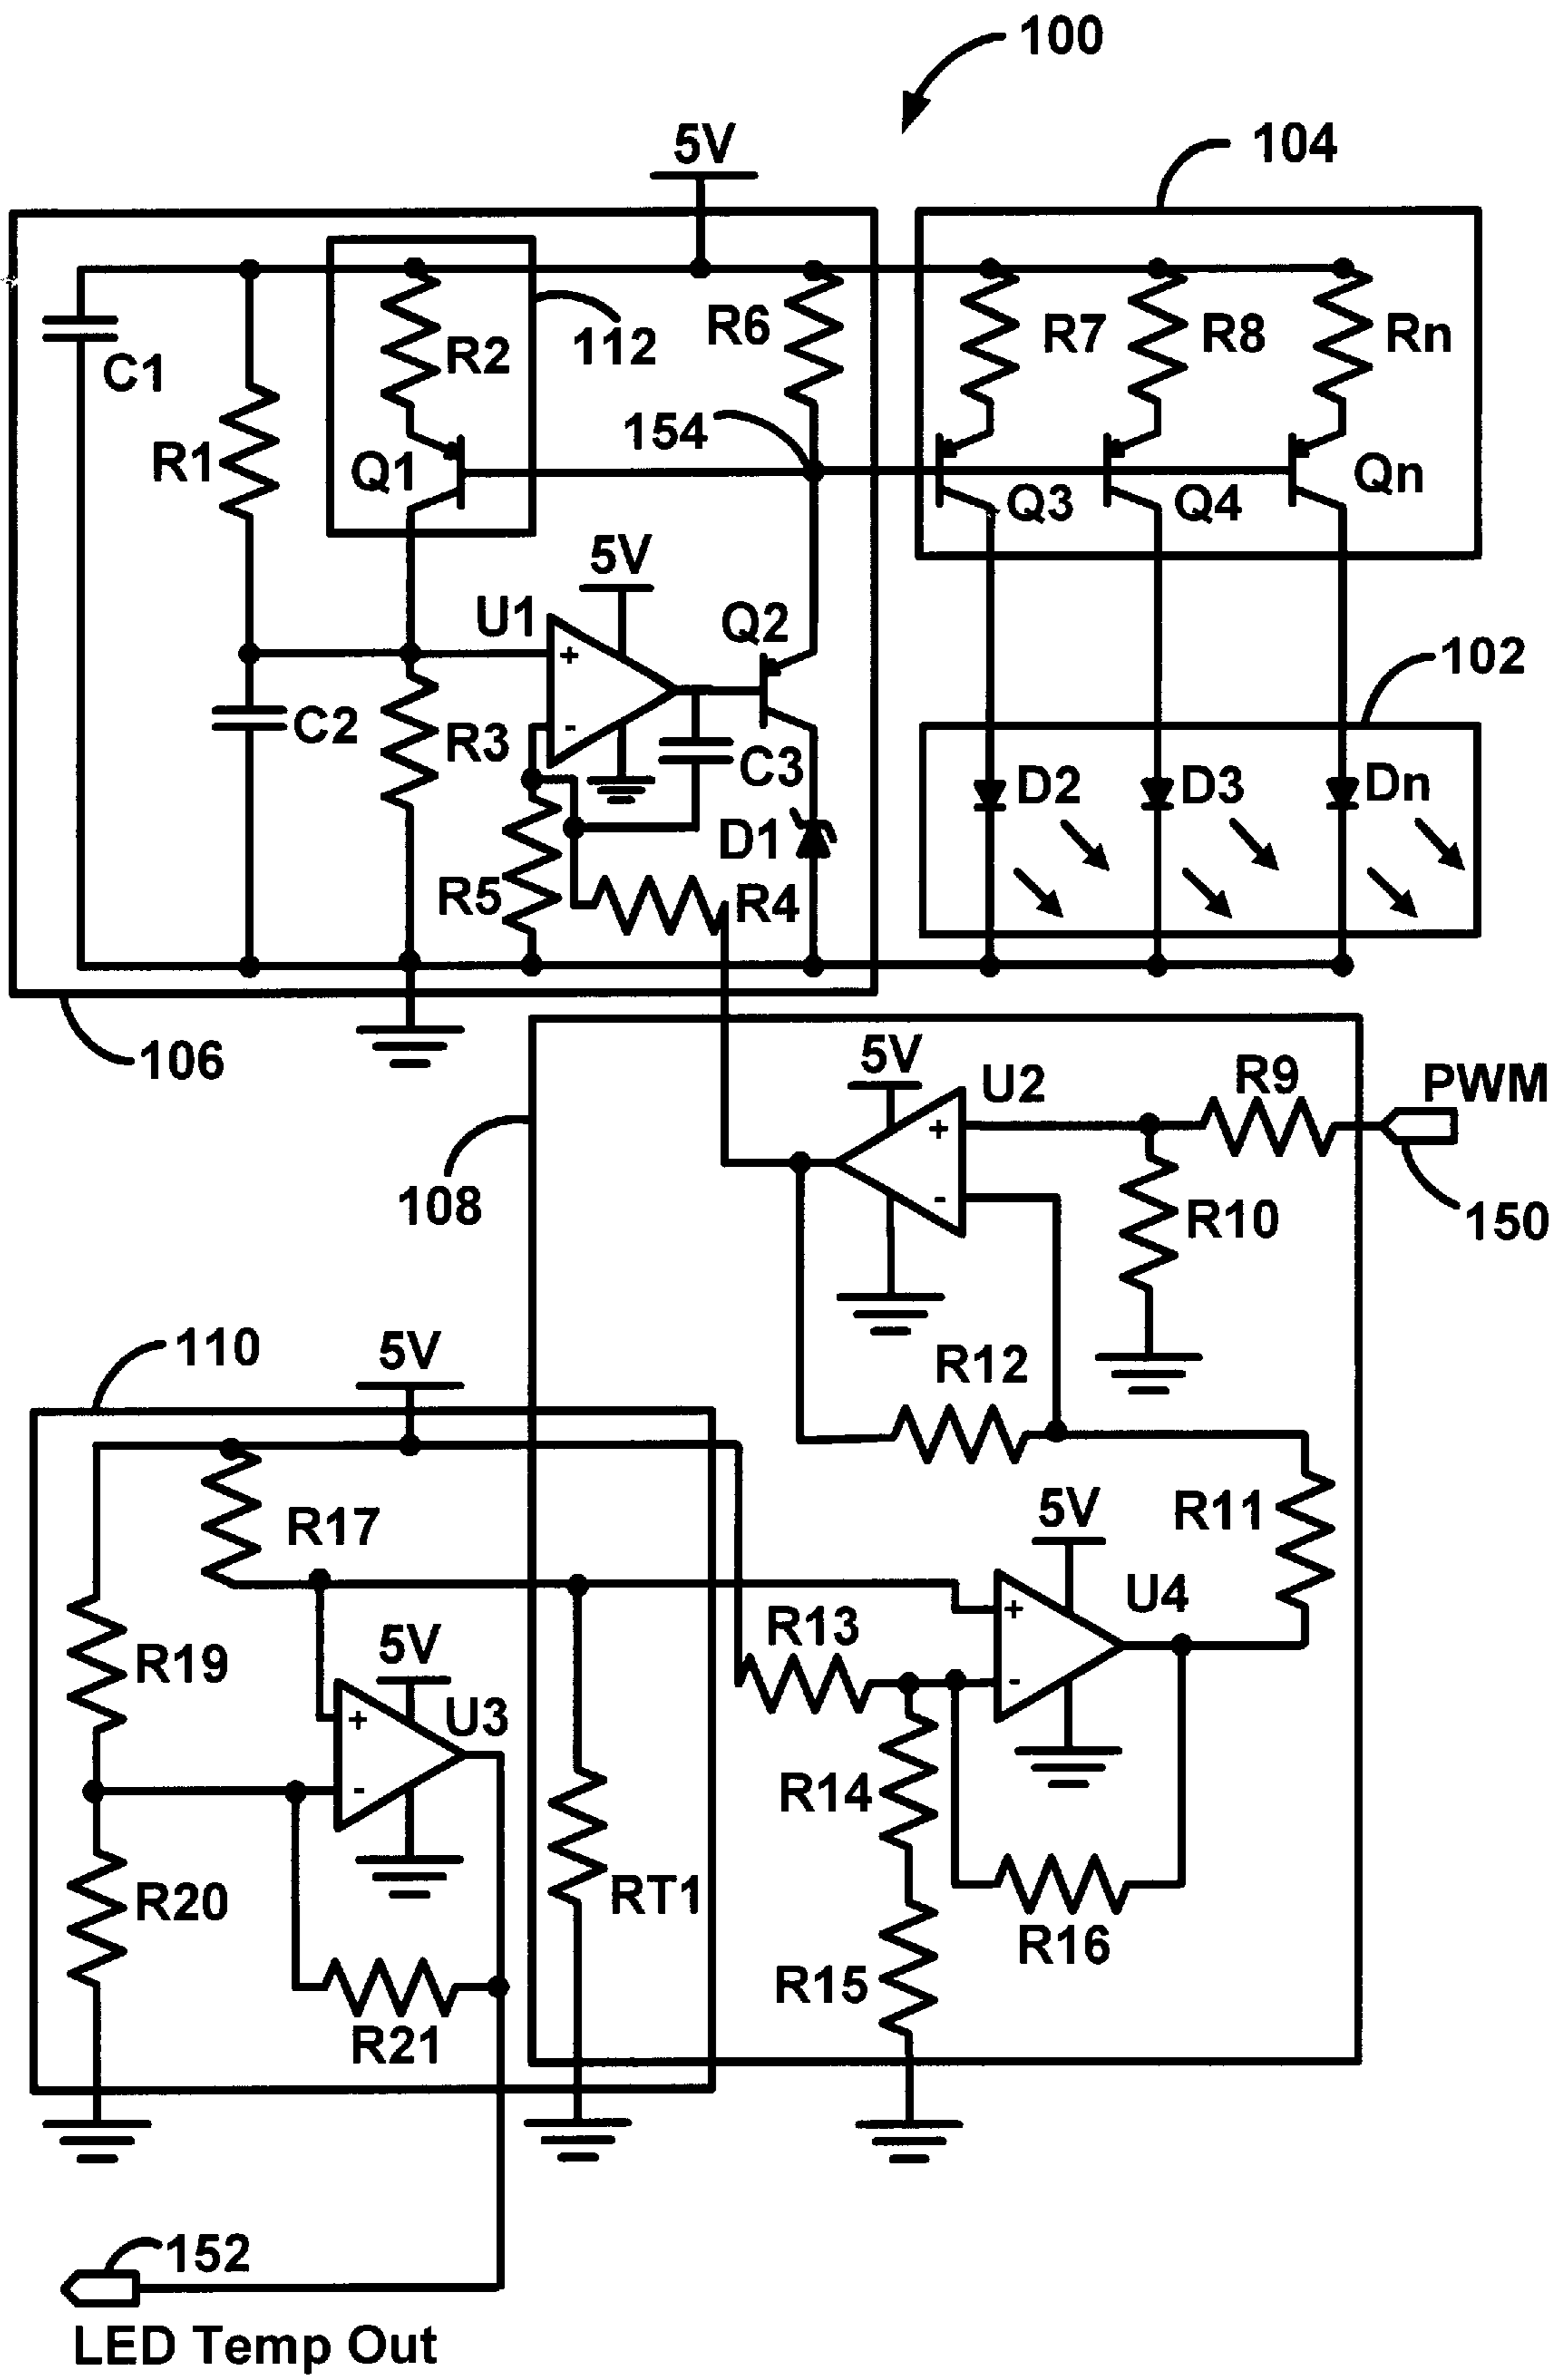 100
5V
104
R2
112
R6
R7
R8
Rn
C1
154
R1
Q1
Qn
Q3
Q4
5V
U1
Q2
+
102
C2
R3
-
C3
D2
D3
Dn
D1
R5
R4
106
5V
U2
R9
PWM
+
108
-
R10
150
110
5V
R12
R17
5V
R11
U4
+
R13
R19
5V
-
U3
+
-
R14
R20
RT1
R16
R15
R21
152
LED Temp Out